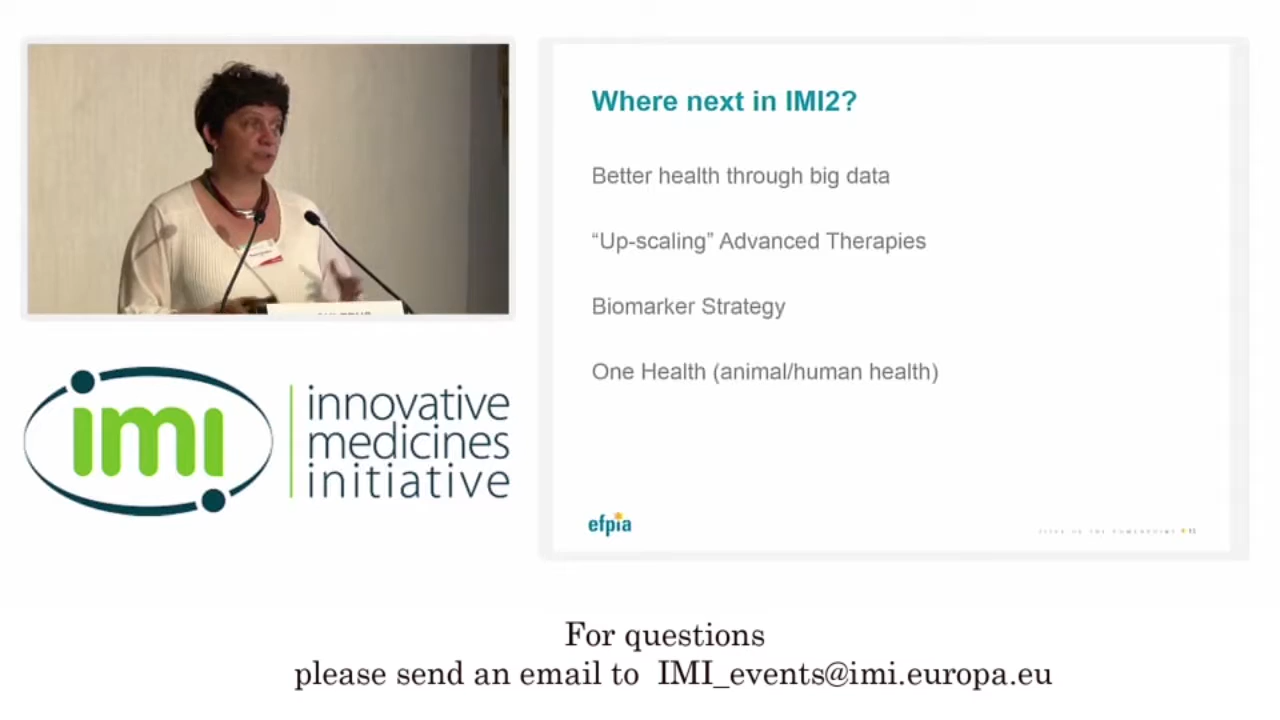 Where next in IMI2?
Better health through big data
“Up-scaling” Advanced Therapies
Biomarker Strategy
One Health (animal/human health)
efpia
imi
innovative
medicines
initiative
For questions
please send an email to IMI_events@imi.europa.eu